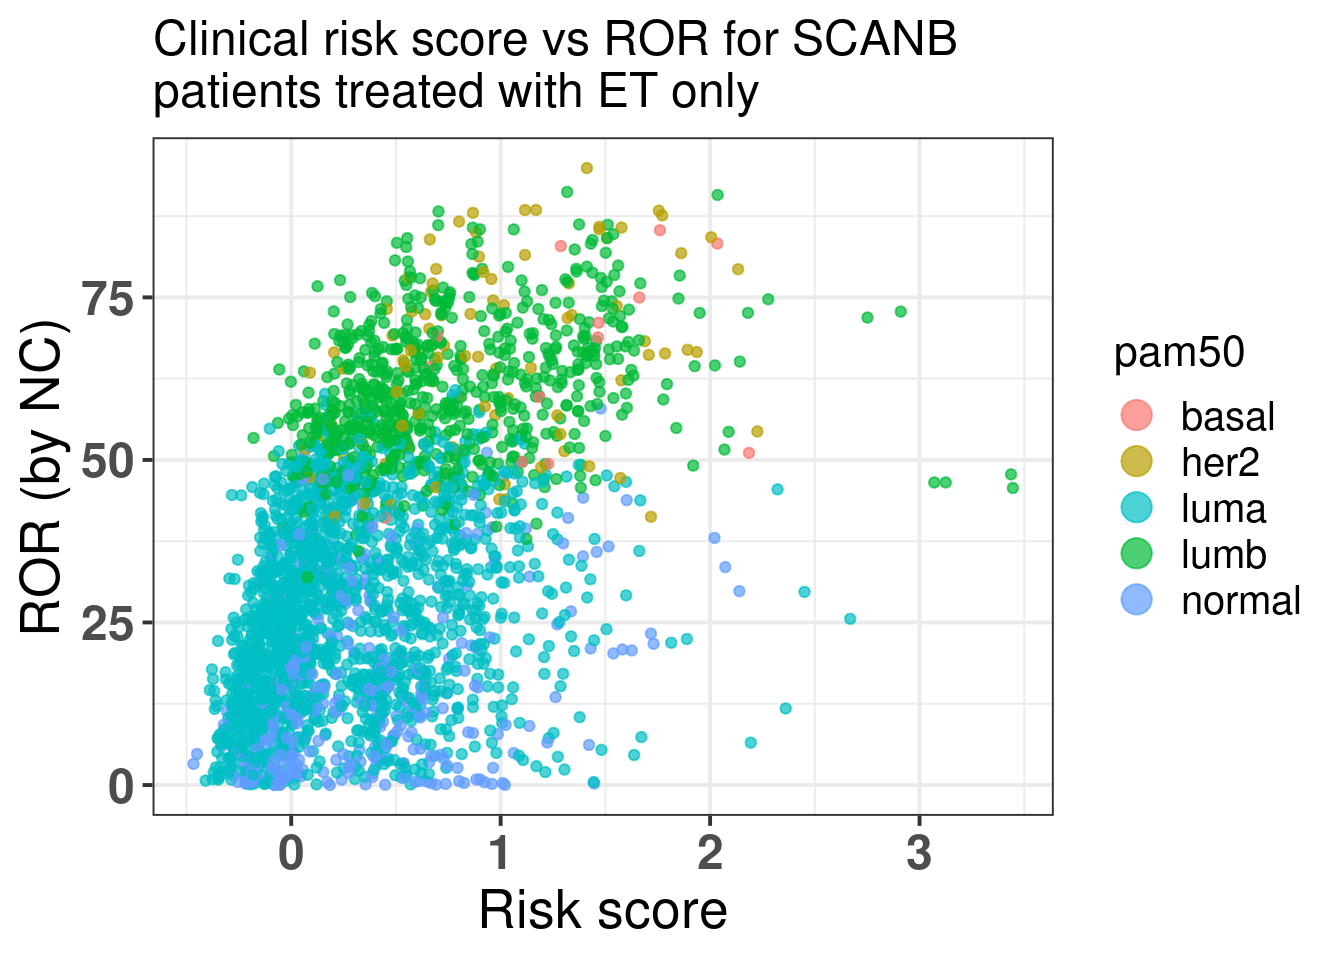 Clinical risk score vs ROR for SCANB
patients treated with ET only
ROR (by NC)
75
50
25
0
0 1 2 3
Risk score
pam50
basal
her2
luma
lumb
normal